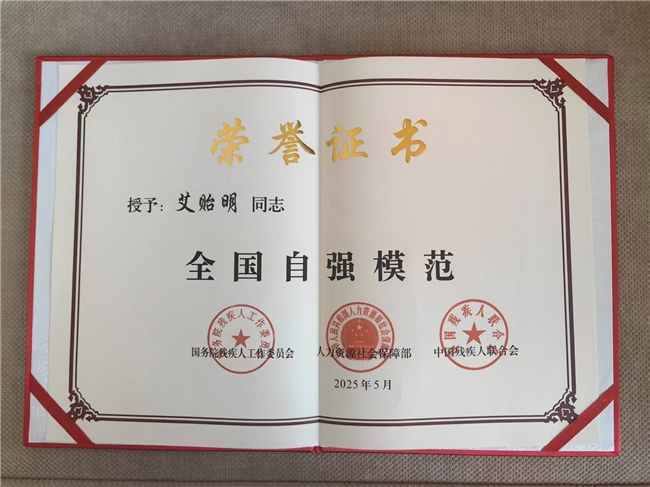 荣誉证书
授予：艾贻明 同志
全国自强模范
国务院残疾人工作委员会 人力资源社会保障部 中国残疾人联合会
2025年5月